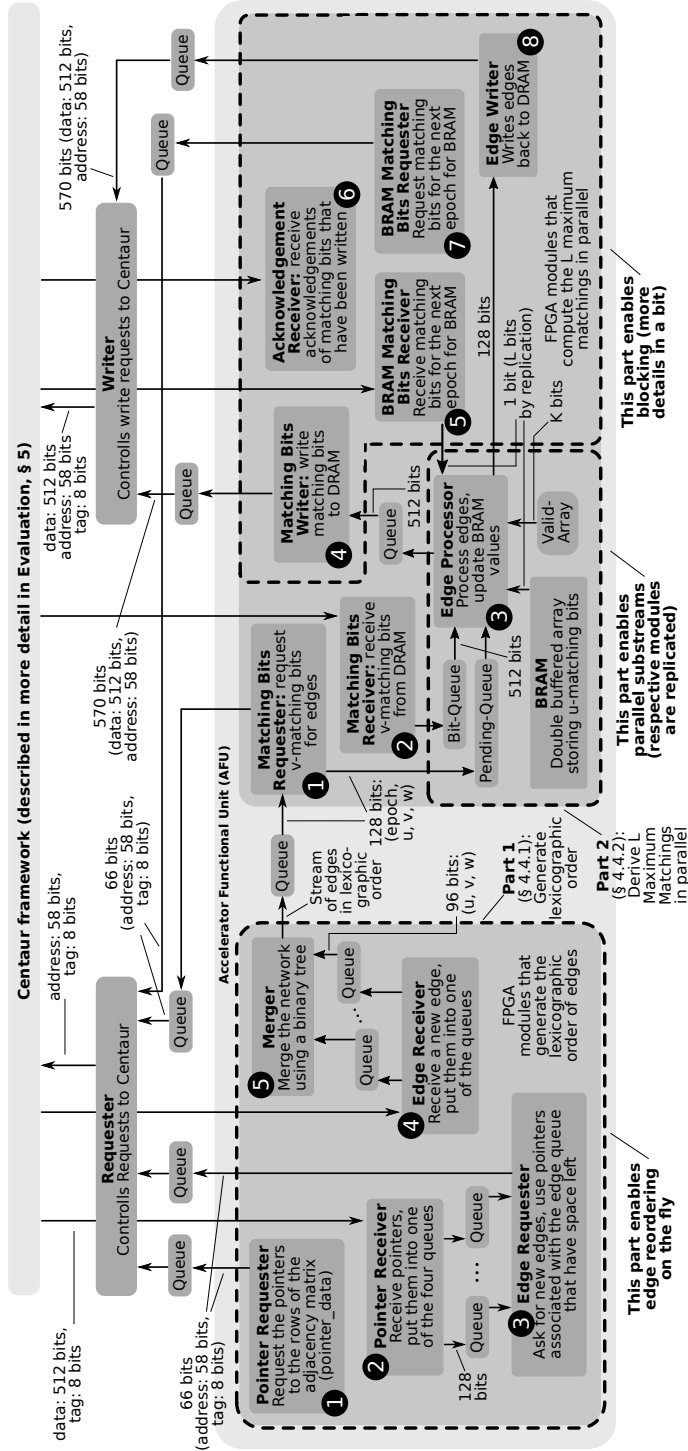 Centaur framework (described in more detail in Evaluation, § 5)
data: 512 bits,
tag: 8 bits
address: 58 bits,
tag: 8 bits
66 bits
(address: 58 bits,
tag: 8 bits)
570 bits
(data: 512 bits,
address: 58 bits)
data: 512 bits
address: 58 bits
tag: 8 bits
570 bits (data: 512 bits,
address: 58 bits)
Requester
Controlls Requests to Centaur
Writer
Controlls write requests to Centaur
66 bits
(address: 58 bits,
tag: 8 bits)
Queue
Queue
Queue
Queue
Queue
Queue
Accelerator Functional Unit (AFU)
Pointer Requester
Request the pointers
to the rows of the
adjacency matrix
(pointer_data)
1
2
Pointer Receiver
Receive pointers,
put them into one
of the four queues
128
bits
Queue
...
Queue
3
Edge Requester
Ask for new edges, use pointers
associated with the edge queue
that have space left
5
Merger
Merge the network
using a binary tree
Queue
...
Queue
96 bits:
(u, v, w)
4
Edge Receiver
Receive a new edge,
put them into one
of the queues
FPGA
modules that
generate the
lexicographic
order of edges
Queue
Stream
of edges
in lexico-
graphic
order
128 bits:
(epoch,
u, v, w)
Part 1
(§ 4.4.1):
Generate
lexicographic
order
Part 2
(§ 4.4.2):
Derive L
Maximum
Matchings
in parallel
Matching Bits
Requester: request
v-matching bits
for edges
1
Matching Bits
Receiver: receive
v-matching bits
from DRAM
2
Bit-Queue
Pending-Queue
512 bits
Edge Processor
Process edges,
update BRAM
values
3
BRAM
Double buffered array
storing u-matching bits
Valid-
Array
Queue
512 bits
Matching Bits
Writer: write
matching bits
to DRAM
4
BRAM Matching
Bits Receiver
Receive matching
bits for the next
epoch for BRAM
5
Acknowledgement
Receiver: receive
acknowledgements
of matching bits that
have been written
6
BRAM Matching
Bits Requester
Request matching
bits for the next
epoch for BRAM
7
Edge Writer
Writes edges
back to DRAM
8
128 bits
1 bit (L bits
by replication)
K bits
FPGA modules that
compute the L maximum
matchings in parallel
This part enables
edge reordering
on the fly
This part enables
parallel substreams
(respective modules
are replicated)
This part enables
blocking (more
details in a bit)